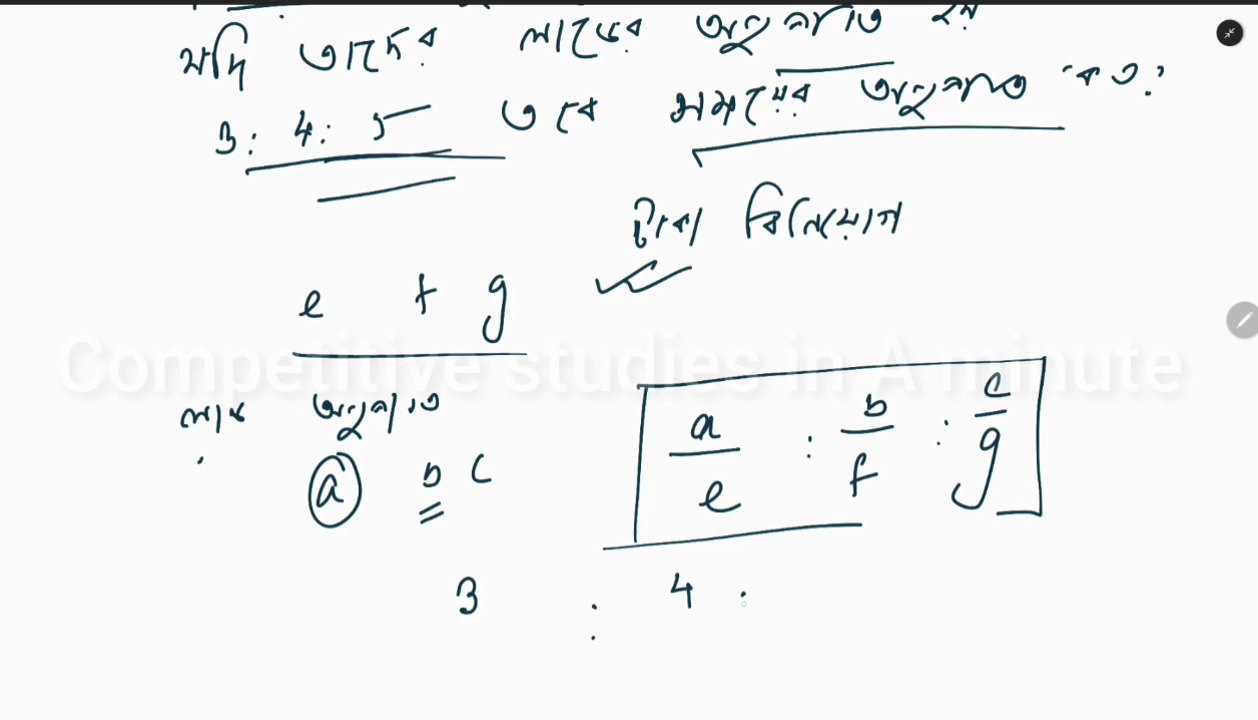 যদি তাদের লাভের অনুপাত হয়
3 : 4 : 5 তবে সময়ের অনুপাত কত ?
টাকা বিনিয়োগ
e f g
Competitive studies in A minute
লাভ অনুপাত
a b c
a/e : b/f : c/g
3 : 4 :